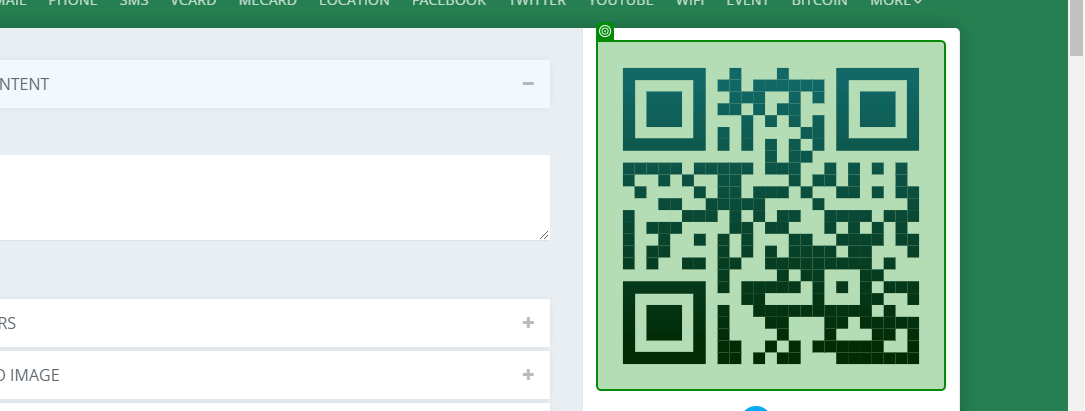 MAIL PHONE SMS VCARD MECARD LOCATION FACEBOOK TWITTER YOUTUBE WIFI EVENT BITCOIN MORE
NTENT
RS
O IMAGE